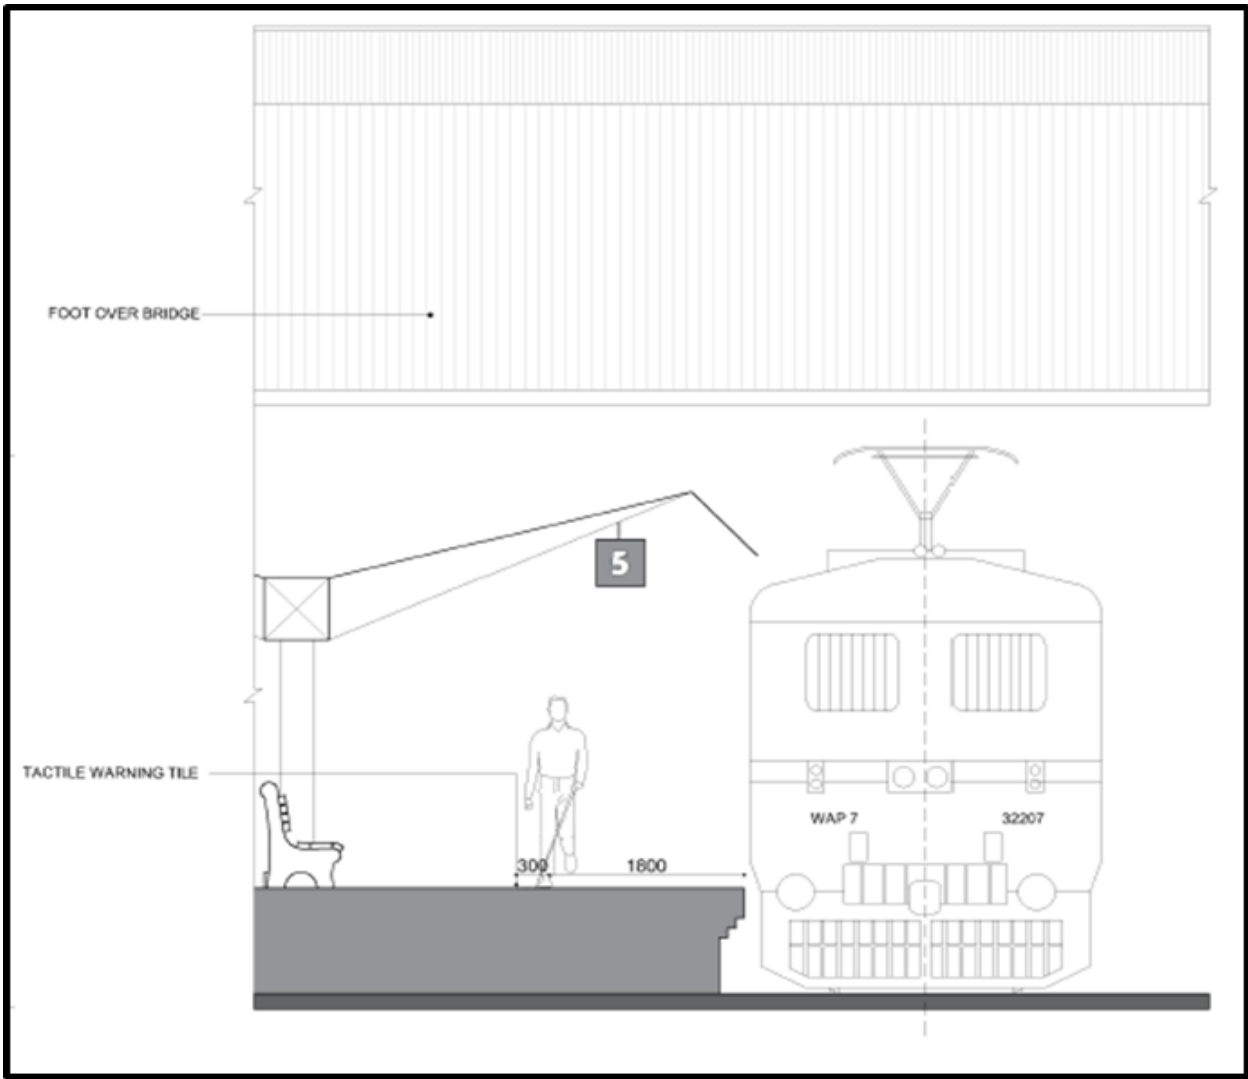 FOOT OVER BRIDGE
5
TACTILE WARNING TILE
WAP 7 32207
300 1800